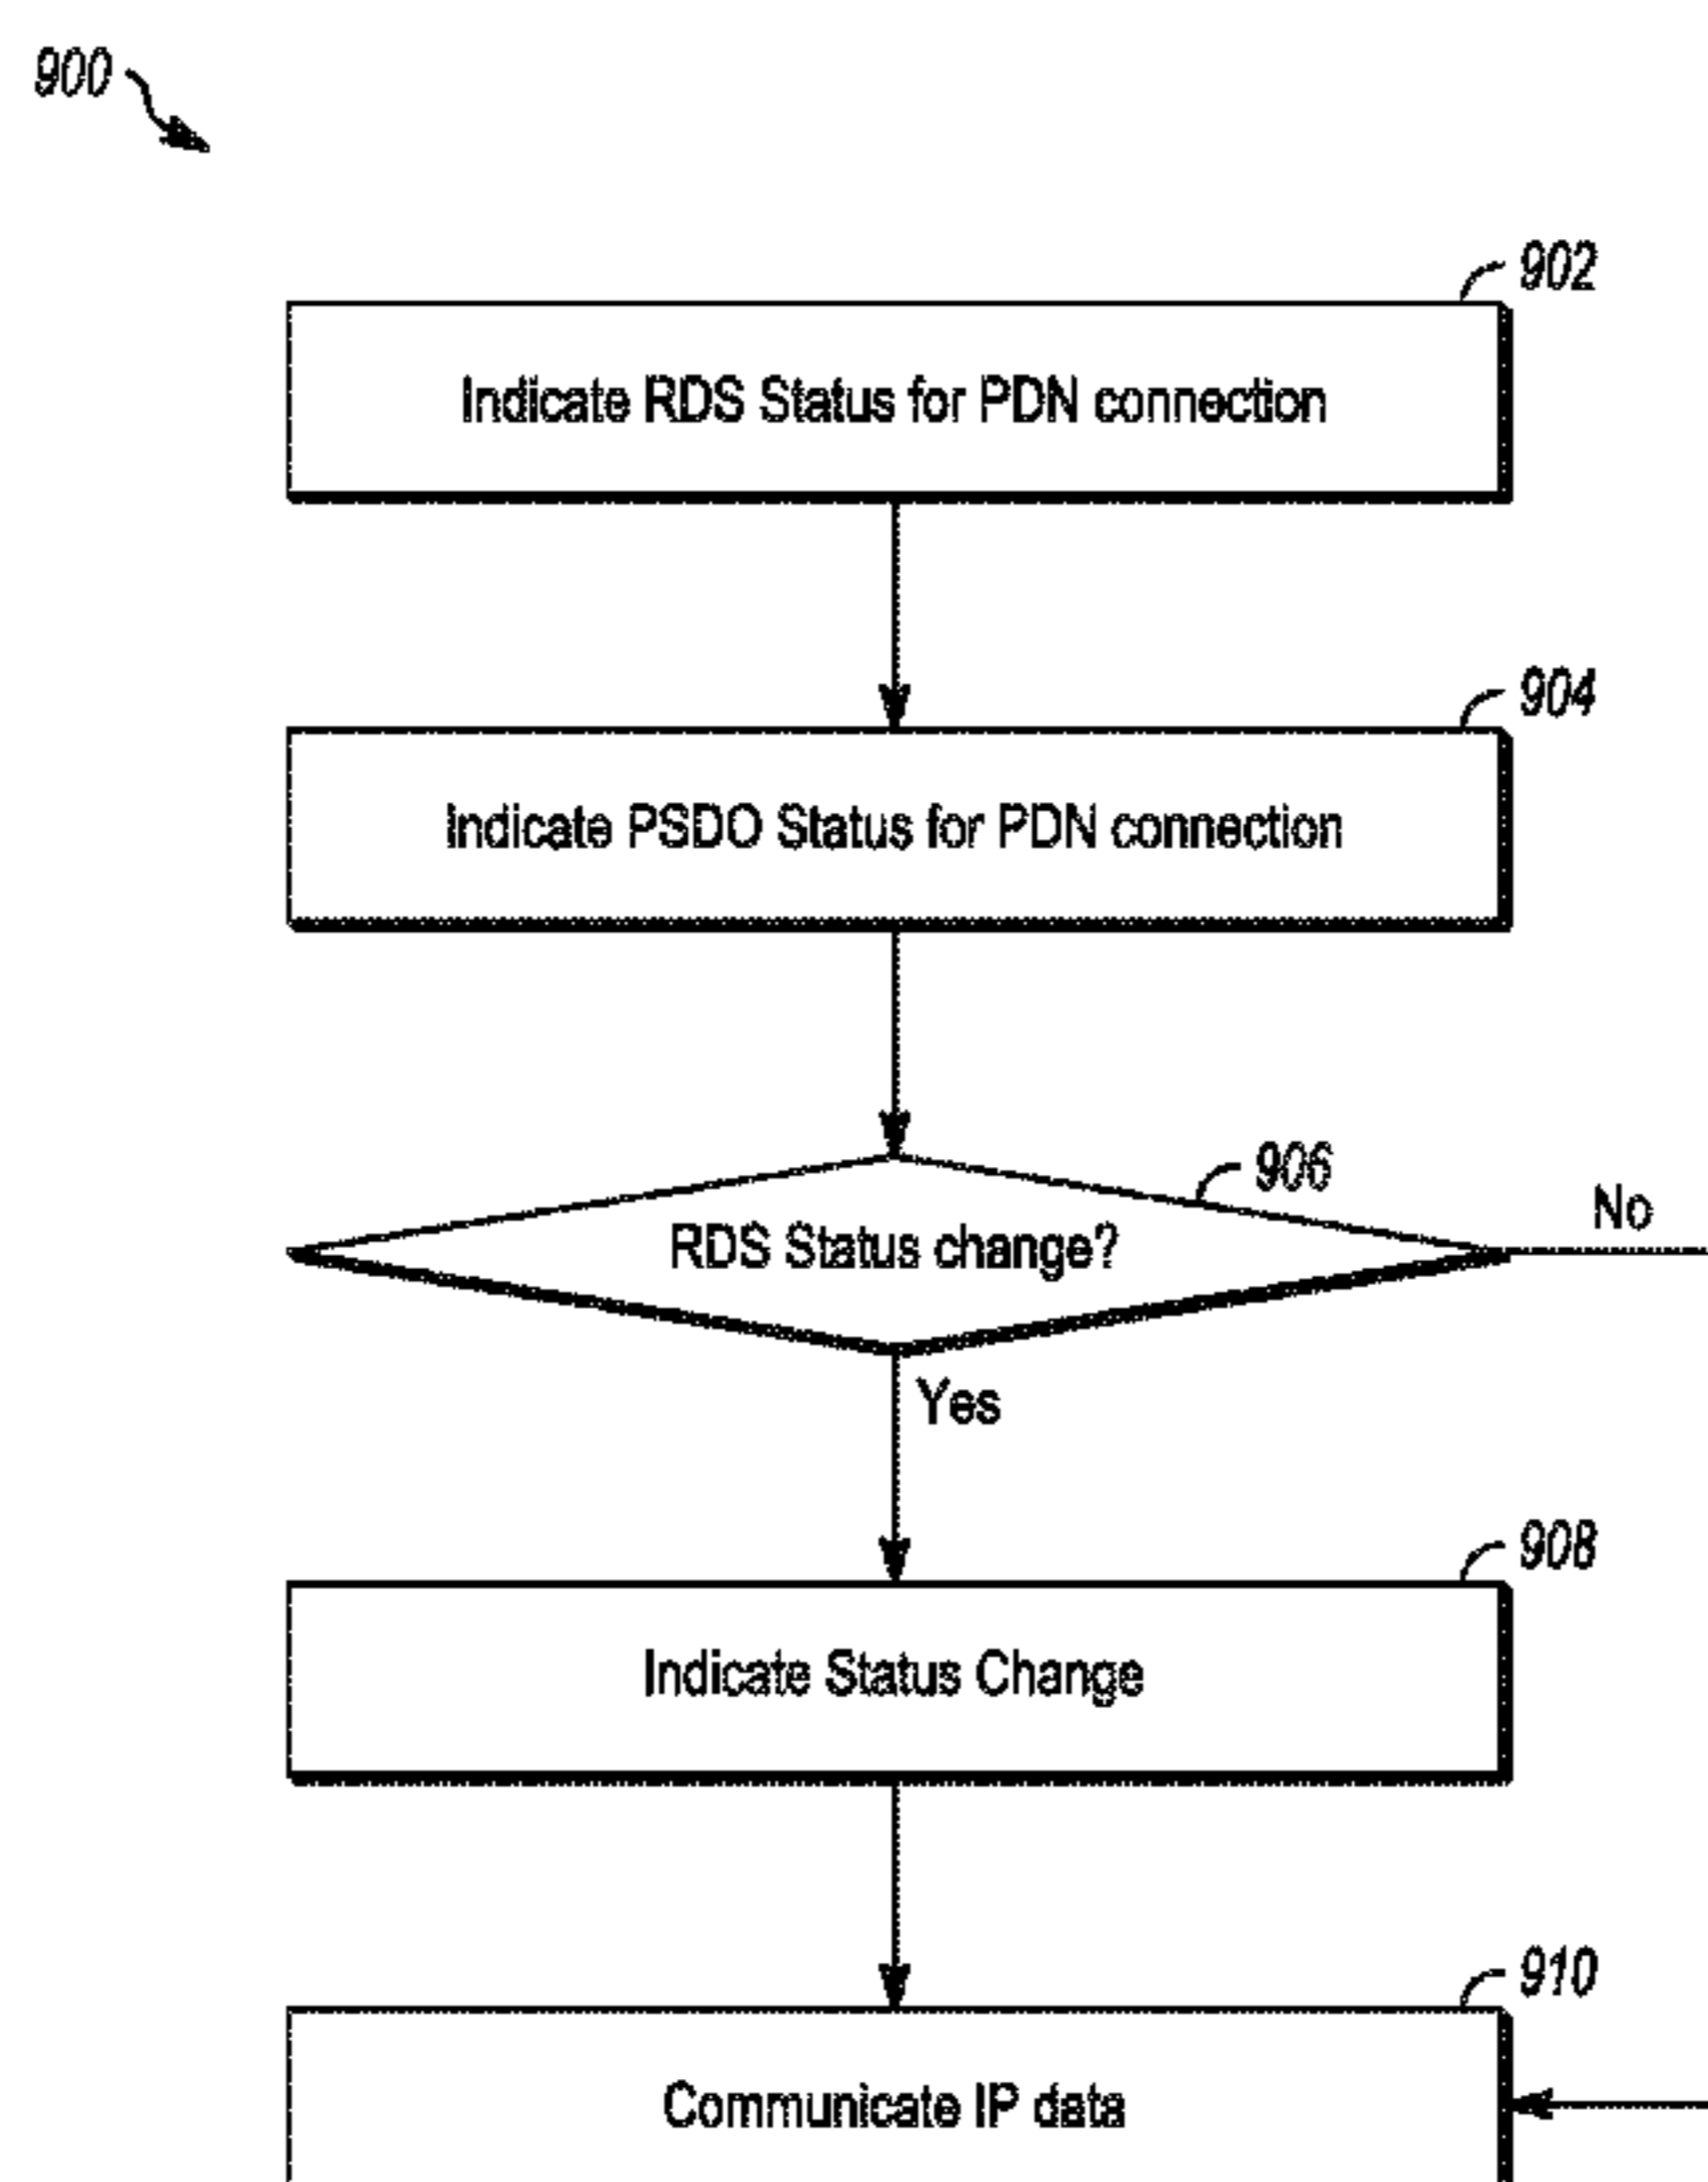 900
902
Indicate RDS Status for PDN connection
904
Indicate PSDO Status for PDN connection
906
No
RDS Status change?
Yes
908
Indicate Status Change
910
Communicate IP data